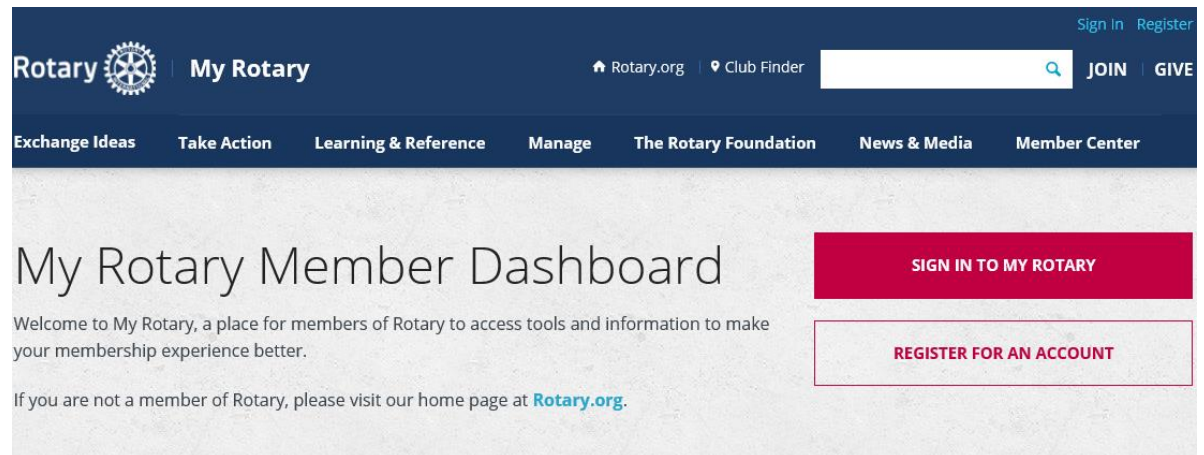 Sign In Register
Rotary My Rotary Rotary.org Club Finder JOIN GIVE
Exchange Ideas Take Action Learning & Reference Manage The Rotary Foundation News & Media Member Center
My Rotary Member Dashboard
SIGN IN TO MY ROTARY
Welcome to My Rotary, a place for members of Rotary to access tools and information to make
your membership experience better.
REGISTER FOR AN ACCOUNT
If you are not a member of Rotary, please visit our home page at Rotary.org.